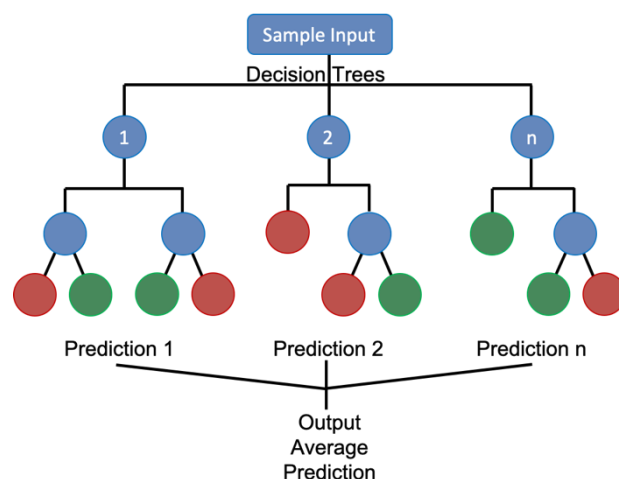 Sample Input
Decision Trees
1 2 n
Prediction 1 Prediction 2 Prediction n
Output
Average
Prediction